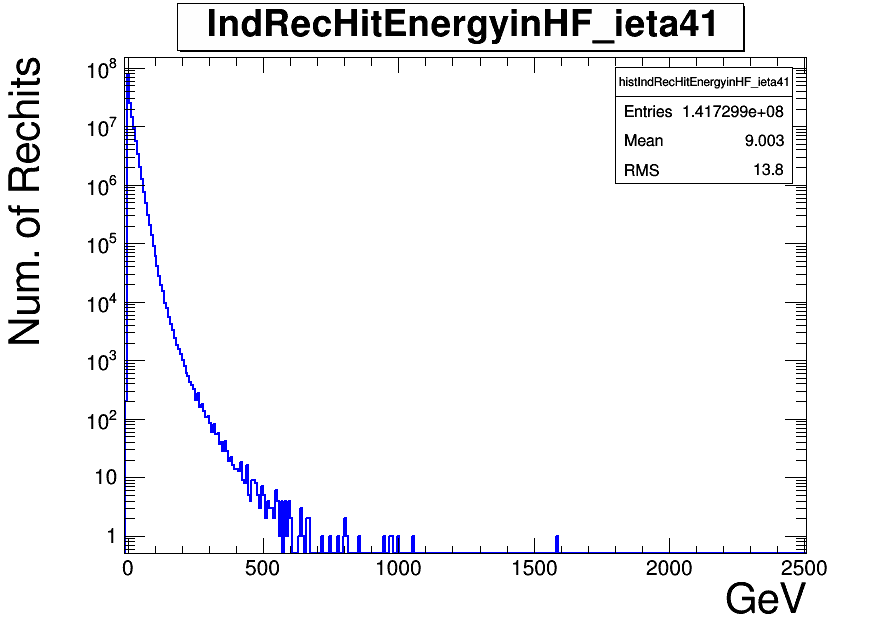 IndRecHitEnergyinHF_ieta41
histIndRecHitEnergyinHF_ieta41
Entries 1.417299e+08
Mean 9.003
RMS 13.8
Num. of Rechits
10^8
10^7
10^6
10^5
10^4
10^3
10^2
10
1
0 500 1000 1500 2000 2500
GeV